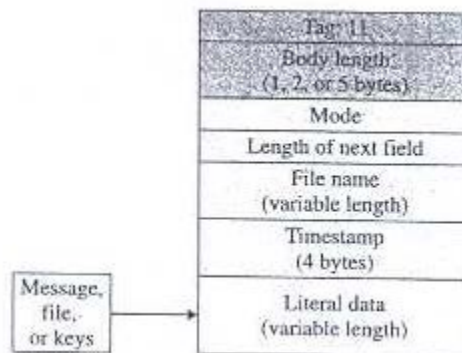 Tag: 11
Body length
(1, 2, or 5 bytes)
Mode
Length of next field
File name
(variable length)
Timestamp
(4 bytes)
Message,
file,
or keys
Literal data
(variable length)